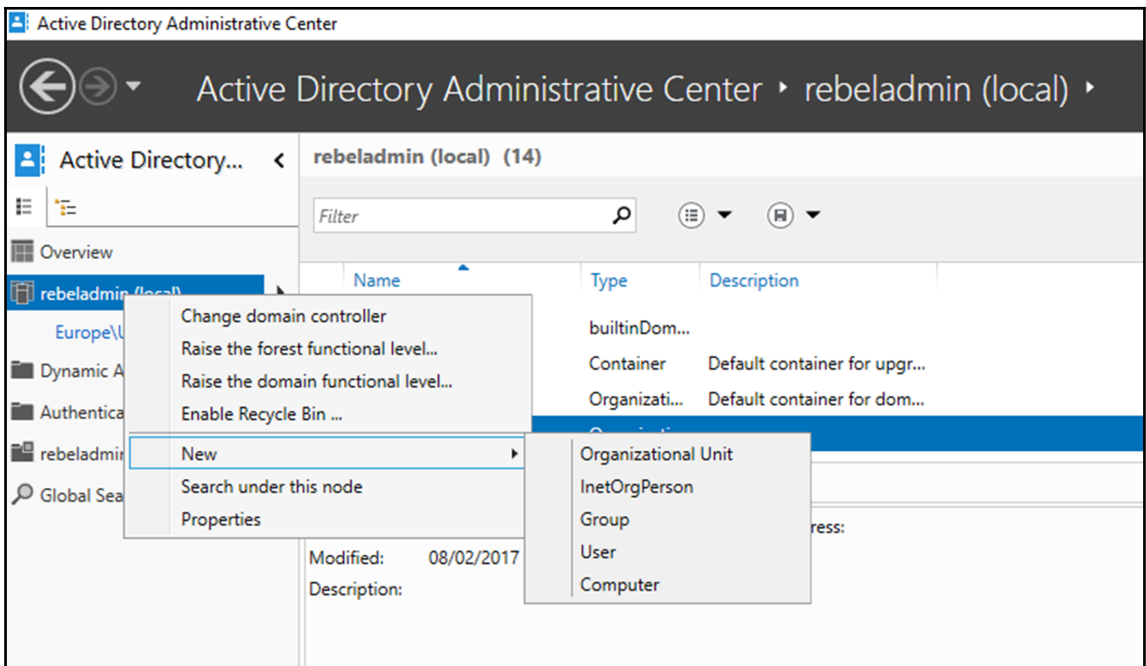 Active Directory Administrative Center
Active Directory Administrative Center rebeladmin (local)
Active Directory...
rebeladmin (local) (14)
Filter
Overview
rebeladmin (local)
Europe\U
Dynamic A
Authentica
rebeladmin
Global Sea
Name Type Description
builtinDom...
Container Default container for upgr...
Organizati... Default container for dom...
Change domain controller
Raise the forest functional level...
Raise the domain functional level...
Enable Recycle Bin ...
New
Search under this node
Properties
Organizational Unit
InetOrgPerson
Group
User
Computer
ress:
Modified: 08/02/2017
Description: